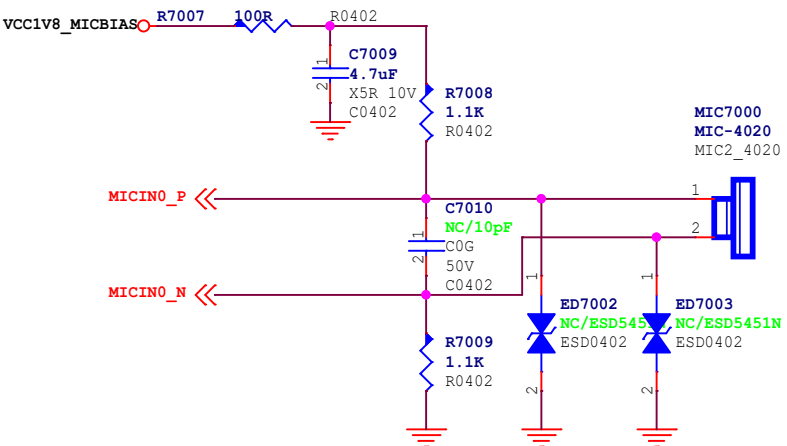 VCC1V8_MICBIAS
R7007
100R
R0402
C7009
4.7uF
X5R 10V
C0402
1
2
R7008
1.1K
R0402
MIC7000
MIC-4020
MIC2_4020
MICIN0_P
1
2
C7010
NC/10pF
C0G
50V
C0402
1
2
MICIN0_N
ED7002
NC/ESD545
ESD0402
1
2
ED7003
NC/ESD5451N
ESD0402
1
2
R7009
1.1K
R0402